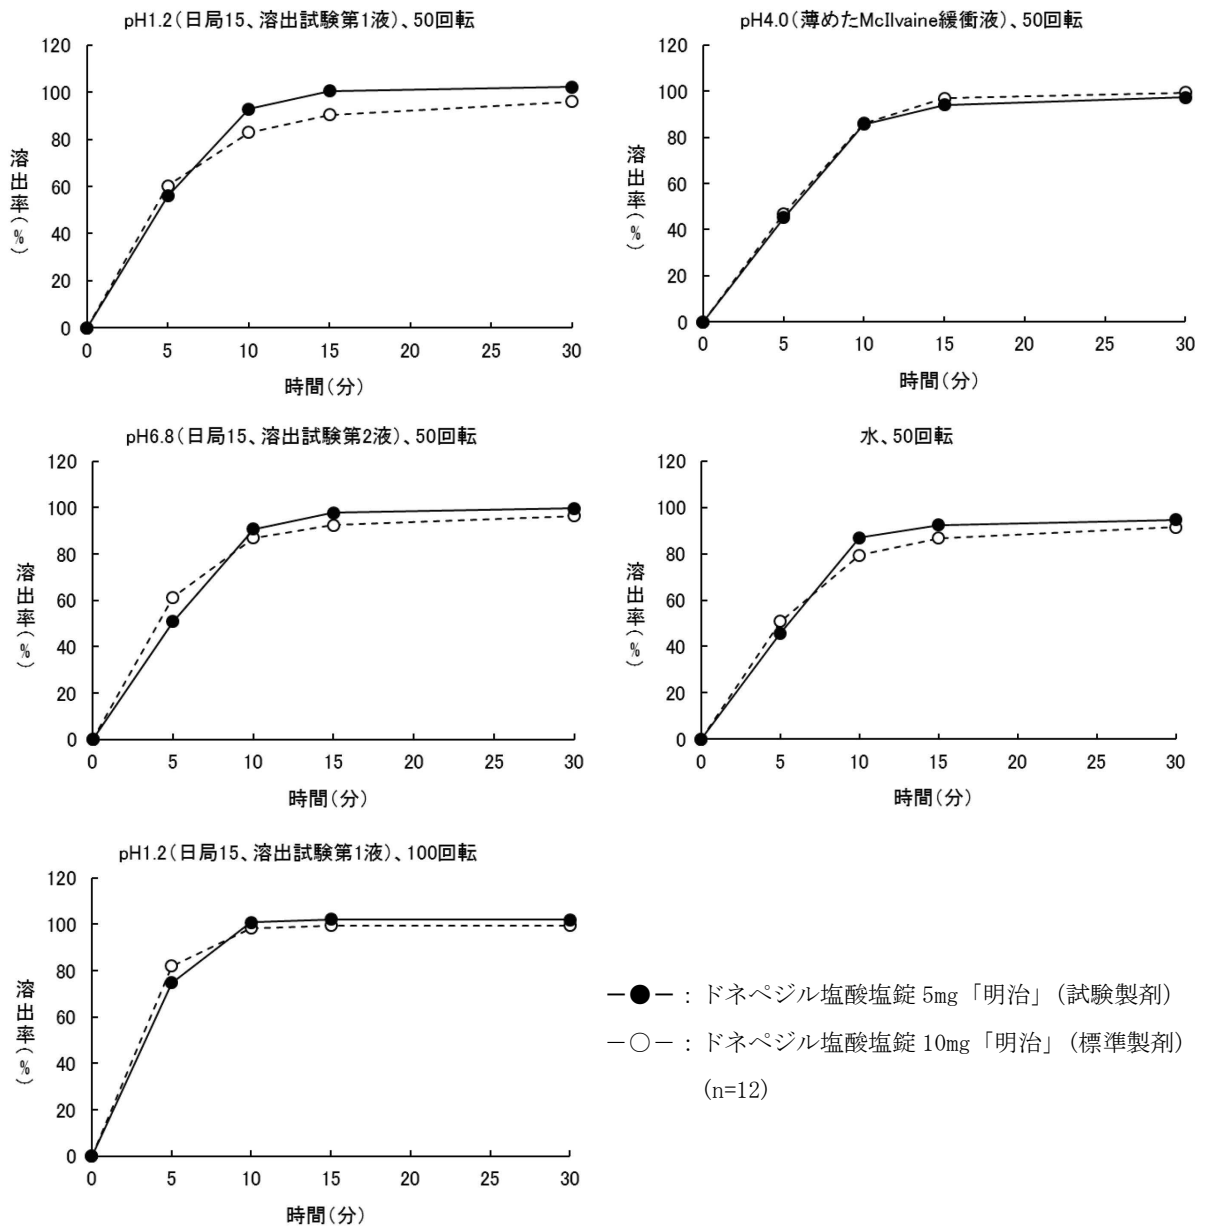 pH1.2(日局15、溶出試験第1液)、50回転
120
100
80
60
40
20
0
溶出率(%)
0 5 10 15 20 25 30
時間(分)
pH4.0(薄めたMcIlvaine緩衝液)、50回転
120
100
80
60
40
20
0
溶出率(%)
0 5 10 15 20 25 30
時間(分)
pH6.8(日局15、溶出試験第2液)、50回転
120
100
80
60
40
20
0
溶出率(%)
0 5 10 15 20 25 30
時間(分)
水、50回転
120
100
80
60
40
20
0
溶出率(%)
0 5 10 15 20 25 30
時間(分)
pH1.2(日局15、溶出試験第1液)、100回転
120
100
80
60
40
20
0
溶出率(%)
0 5 10 15 20 25 30
時間(分)
―●―：ドネペジル塩酸塩錠 5mg「明治」(試験製剤)
－○－：ドネペジル塩酸塩錠 10mg「明治」(標準製剤)
(n=12)